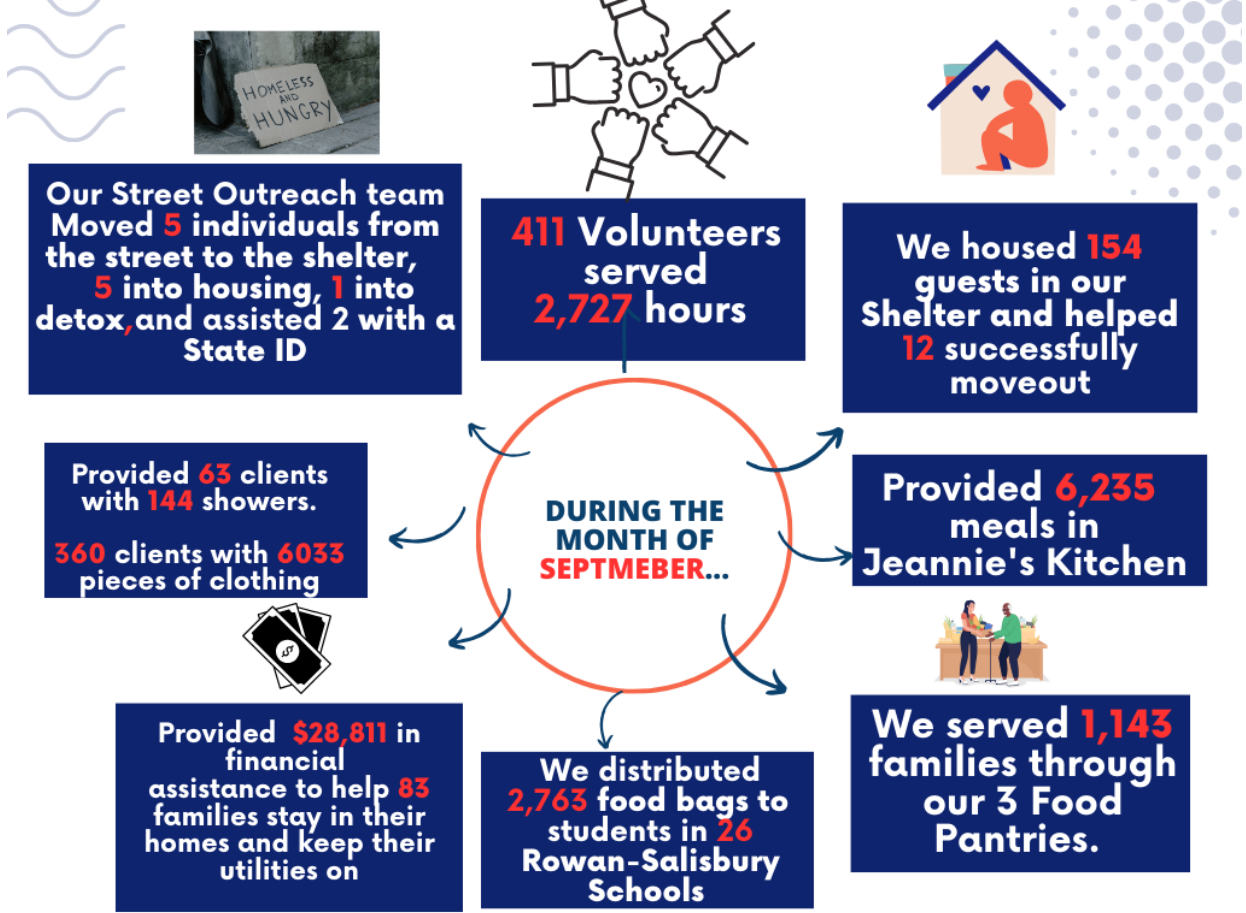 HOMELESS
AND
HUNGRY
Our Street Outreach team
Moved 5 individuals from
the street to the shelter,
5 into housing, 1 into
detox,and assisted 2 with a
State ID
411 Volunteers
served
2,727 hours
We housed 154
guests in our
Shelter and helped
12 successfully
moveout
Provided 63 clients
with 144 showers.
360 clients with 6033
pieces of clothing
DURING THE
MONTH OF
SEPTMEBER...
Provided 6,235
meals in
Jeannie's Kitchen
Provided $28,811 in
financial
assistance to help 83
families stay in their
homes and keep their
utilities on
We distributed
2,763 food bags to
students in 26
Rowan-Salisbury
Schools
We served 1,143
families through
our 3 Food
Pantries.